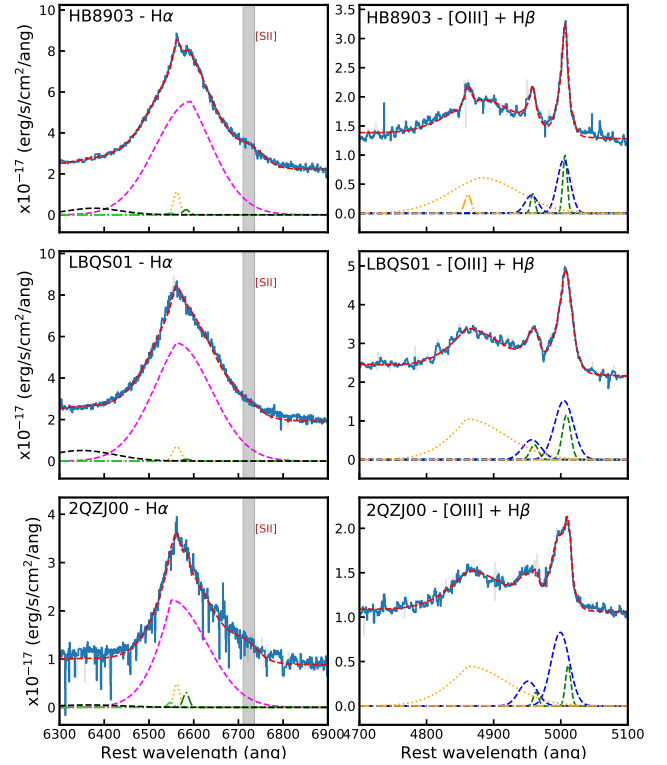 HB8903 - Hα
[SII]
10
8
6
4
2
0
x10⁻¹⁷ (erg/s/cm²/ang)
HB8903 - [OIII] + Hβ
3.5
3.0
2.5
2.0
1.5
1.0
0.5
0.0
LBQS01 - Hα
[SII]
10
8
6
4
2
0
x10⁻¹⁷ (erg/s/cm²/ang)
LBQS01 - [OIII] + Hβ
5
4
3
2
1
0
2QZJ00 - Hα
[SII]
4
3
2
1
0
x10⁻¹⁷ (erg/s/cm²/ang)
2QZJ00 - [OIII] + Hβ
2.0
1.5
1.0
0.5
0.0
6300 6400 6500 6600 6700 6800 6900
Rest wavelength (ang)
4700 4800 4900 5000 5100
Rest wavelength (ang)